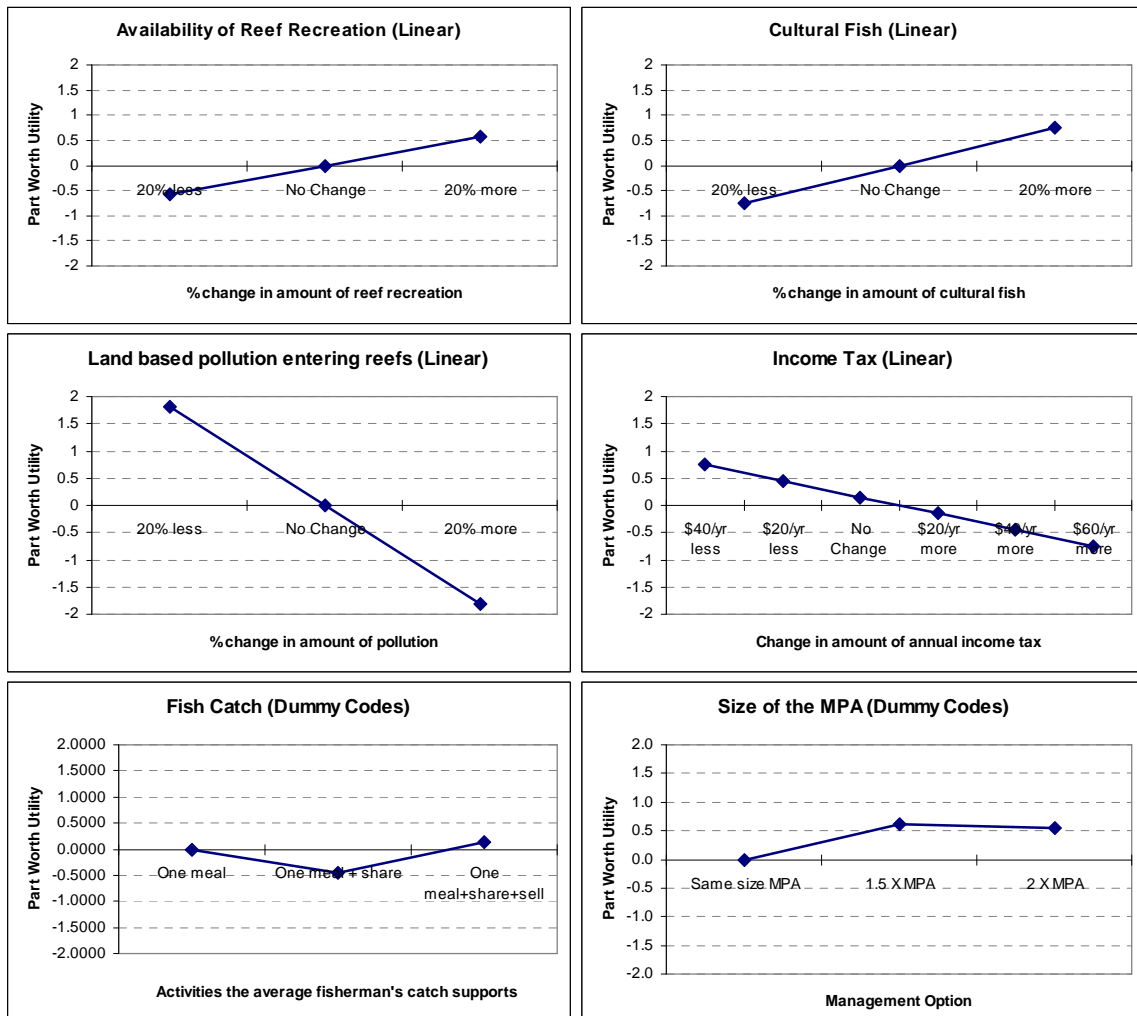 Availability of Reef Recreation (Linear)
Part Worth Utility
2
1.5
1
0.5
0
-0.5
-1
-1.5
-2
20% less
No Change
20% more
%change in amount of reef recreation
Cultural Fish (Linear)
Part Worth Utility
2
1.5
1
0.5
0
-0.5
-1
-1.5
-2
20% less
No Change
20% more
%change in amount of cultural fish
Land based pollution entering reefs (Linear)
Part Worth Utility
2
1.5
1
0.5
0
-0.5
-1
-1.5
-2
20% less
No Change
20% more
%change in amount of pollution
Income Tax (Linear)
Part Worth Utility
2
1.5
1
0.5
0
-0.5
-1
-1.5
-2
$40/yr
less
$20/yr
less
No
Change
$20/yr
more
$40/yr
more
$60/yr
more
Change in amount of annual income tax
Fish Catch (Dummy Codes)
Part Worth Utility
2.0000
1.5000
1.0000
0.5000
0.0000
-0.5000
-1.0000
-1.5000
-2.0000
One meal
One meal + share
One
meal+share+sell
Activities the average fisherman's catch supports
Size of the MPA (Dummy Codes)
Part Worth Utility
2.0
1.5
1.0
0.5
0.0
-0.5
-1.0
-1.5
-2.0
Same size MPA
1.5 X MPA
2 X MPA
Management Option